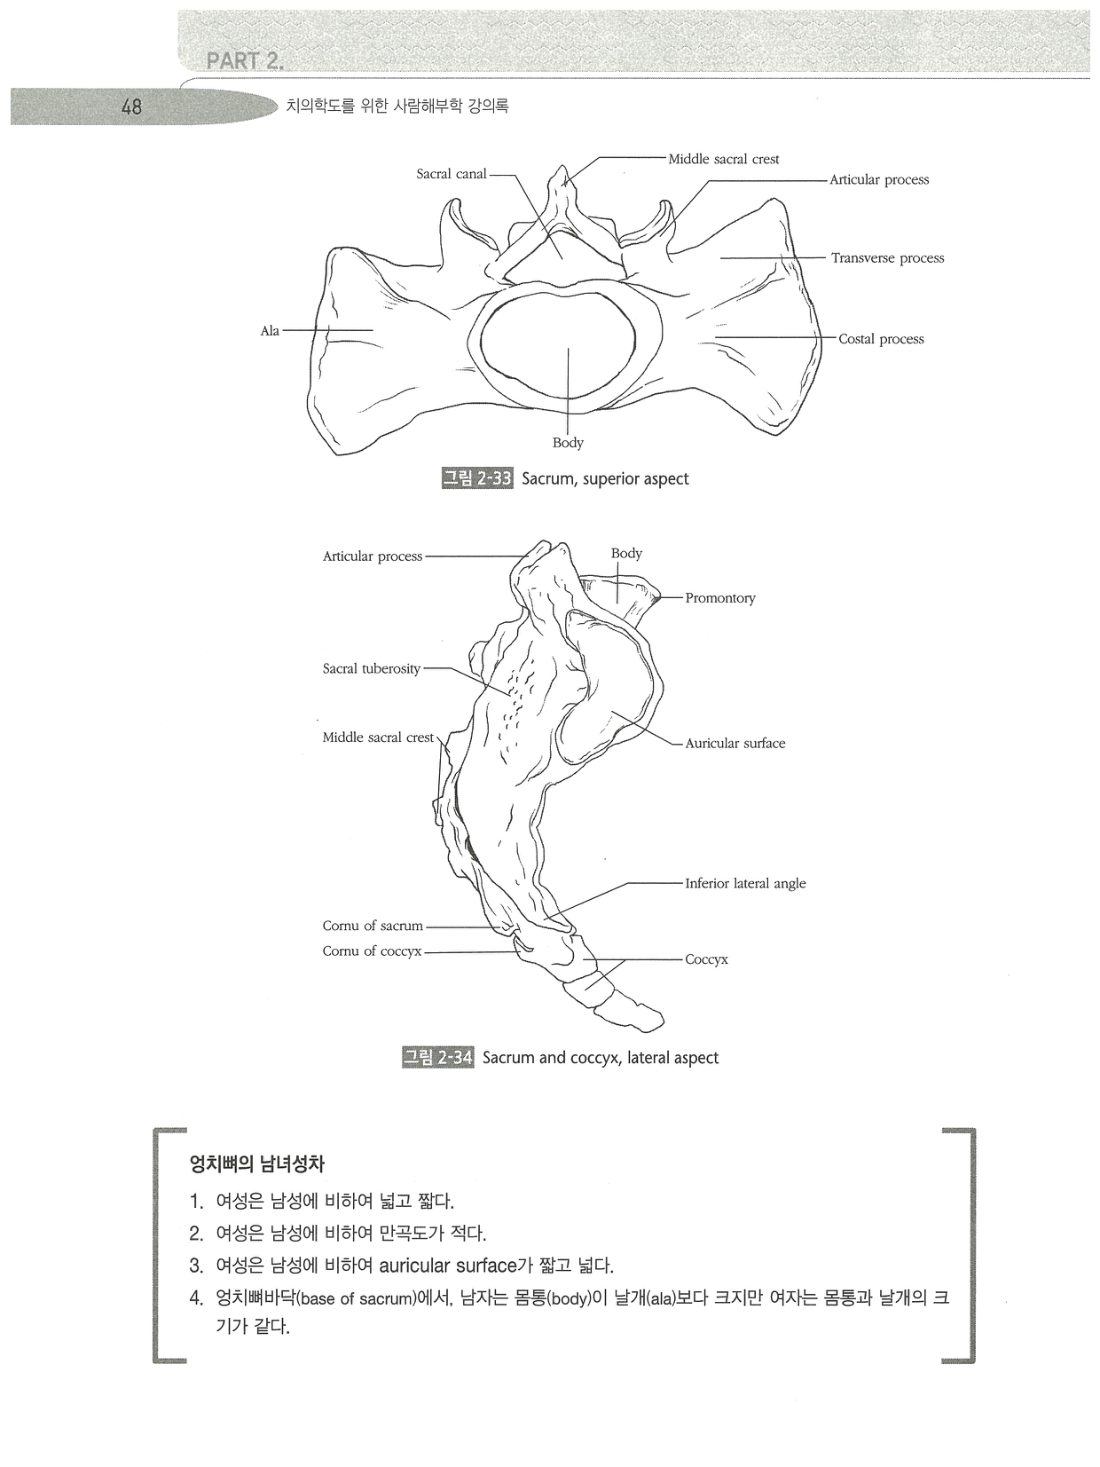 PART 2.
48
치의학도를 위한 사람해부학 강의록
Middle sacral crest
Sacral canal
Articular process
Transverse process
Ala
Costal process
Body
그림 2-33 Sacrum, superior aspect
Articular process
Body
Promontory
Sacral tuberosity
Middle sacral crest
Auricular surface
Inferior lateral angle
Cornu of sacrum
Cornu of coccyx
Coccyx
그림 2-34 Sacrum and coccyx, lateral aspect
엉치뼈의 남녀성차
1. 여성은 남성에 비하여 넓고 짧다.
2. 여성은 남성에 비하여 만곡도가 적다.
3. 여성은 남성에 비하여 auricular surface가 짧고 넓다.
4. 엉치뼈바닥(base of sacrum)에서, 남자는 몸통(body)이 날개(ala)보다 크지만 여자는 몸통과 날개의 크
기가 같다.